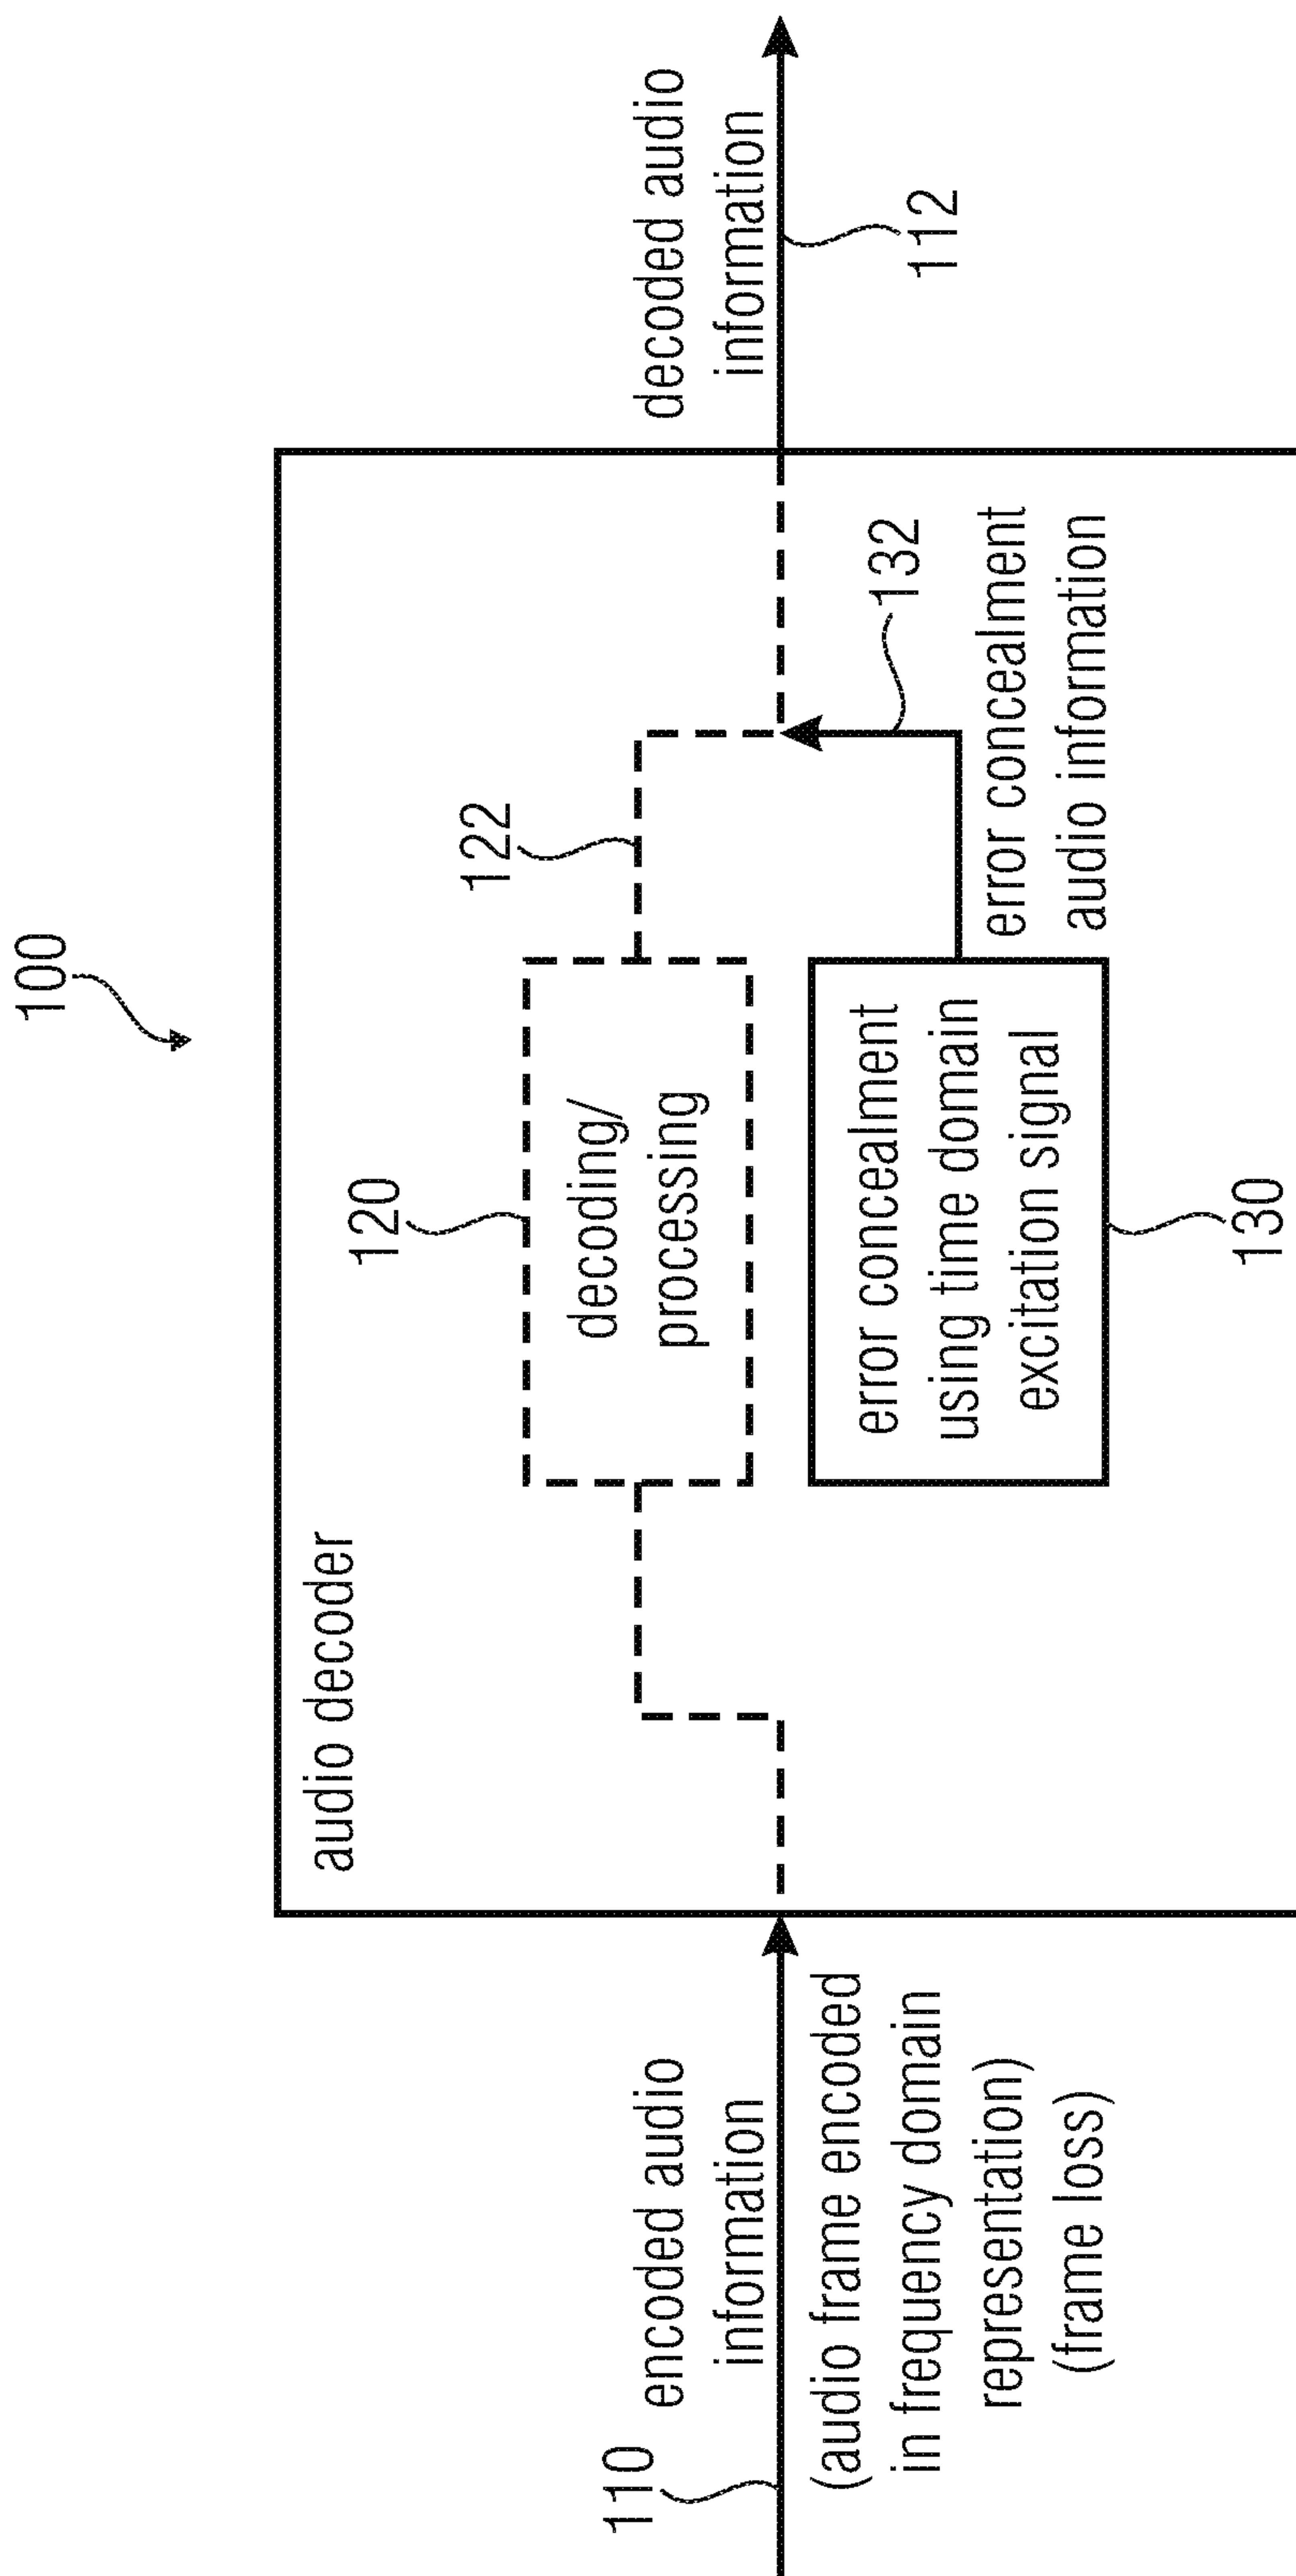 100
audio decoder
110
encoded audio
information
(audio frame encoded
in frequency domain
representation)
(frame loss)
120
decoding/
processing
122
error concealment
using time domain
excitation signal
130
132
error concealment
audio information
decoded audio
information
112